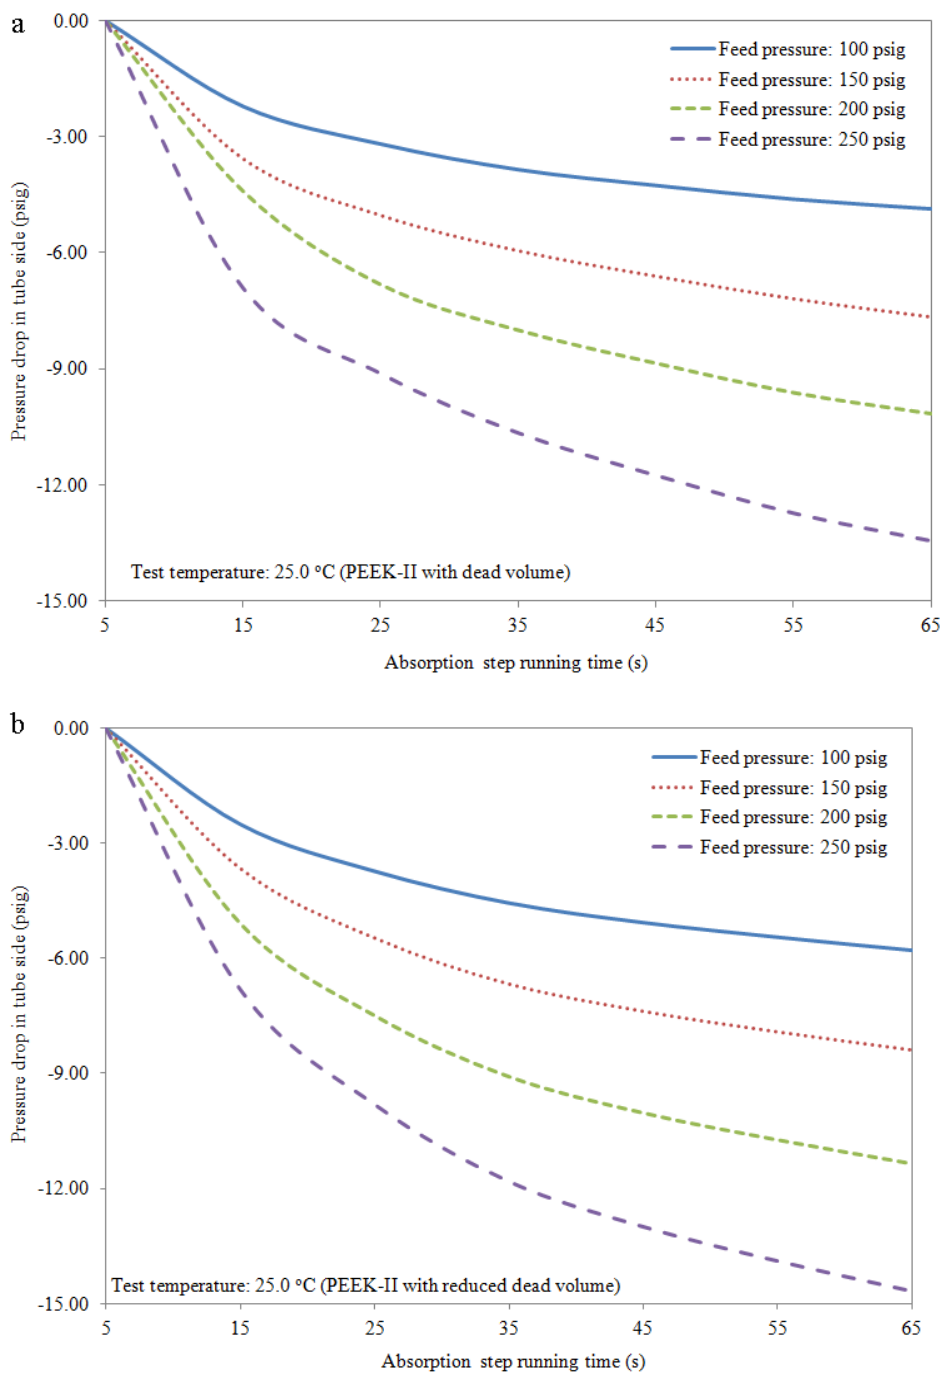 a
0.00
-3.00
-6.00
-9.00
-12.00
-15.00
Pressure drop in tube side (psig)
Feed pressure: 100 psig
Feed pressure: 150 psig
Feed pressure: 200 psig
Feed pressure: 250 psig
Test temperature: 25.0 °C (PEEK-II with dead volume)
5 15 25 35 45 55 65
Absorption step running time (s)
b
0.00
-3.00
-6.00
-9.00
-12.00
-15.00
Pressure drop in tube side (psig)
Feed pressure: 100 psig
Feed pressure: 150 psig
Feed pressure: 200 psig
Feed pressure: 250 psig
Test temperature: 25.0 °C (PEEK-II with reduced dead volume)
5 15 25 35 45 55 65
Absorption step running time (s)